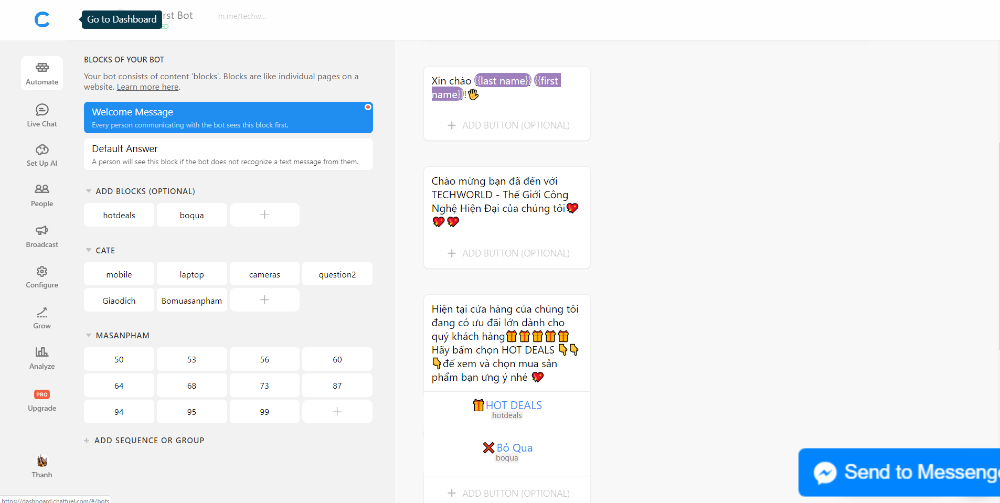 Go to Dashboard
rst Bot
ED
m.me/techw...
Automate
Live Chat
Set Up AI
People
Broadcast
Configure
Grow
Analyze
PRO
Upgrade
Thanh
BLOCKS OF YOUR BOT
Your bot consists of content ‘blocks’. Blocks are like individual pages on a
website. Learn more here.
Welcome Message
Every person communicating with the bot sees this block first.
Default Answer
A person will see this block if the bot does not recognize a text message from them.
ADD BLOCKS (OPTIONAL)
hotdeals boqua
CATE
mobile laptop cameras question2
Giaodich Bomuasanpham
MASANPHAM
50 53 56 60
64 68 73 87
94 95 99
+ ADD SEQUENCE OR GROUP
Xin chào {{last name}} {{first
name}}!🖐
+ ADD BUTTON (OPTIONAL)
Chào mừng bạn đã đến với
TECHWORLD - Thế Giới Công
Nghệ Hiện Đại của chúng tôi💖
💖💖
+ ADD BUTTON (OPTIONAL)
Hiện tại cửa hàng của chúng tôi
đang có ưu đãi lớn dành cho
quý khách hàng🎁🎁🎁🎁🎁
Hãy bấm chọn HOT DEALS 👇👇
👇để xem và chọn mua sản
phẩm bạn ưng ý nhé 💖
🎁HOT DEALS
hotdeals
❌Bỏ Qua
boqua
+ ADD BUTTON (OPTIONAL)
Send to Messenge
https://dashboard.chatfuel.com/#/bots